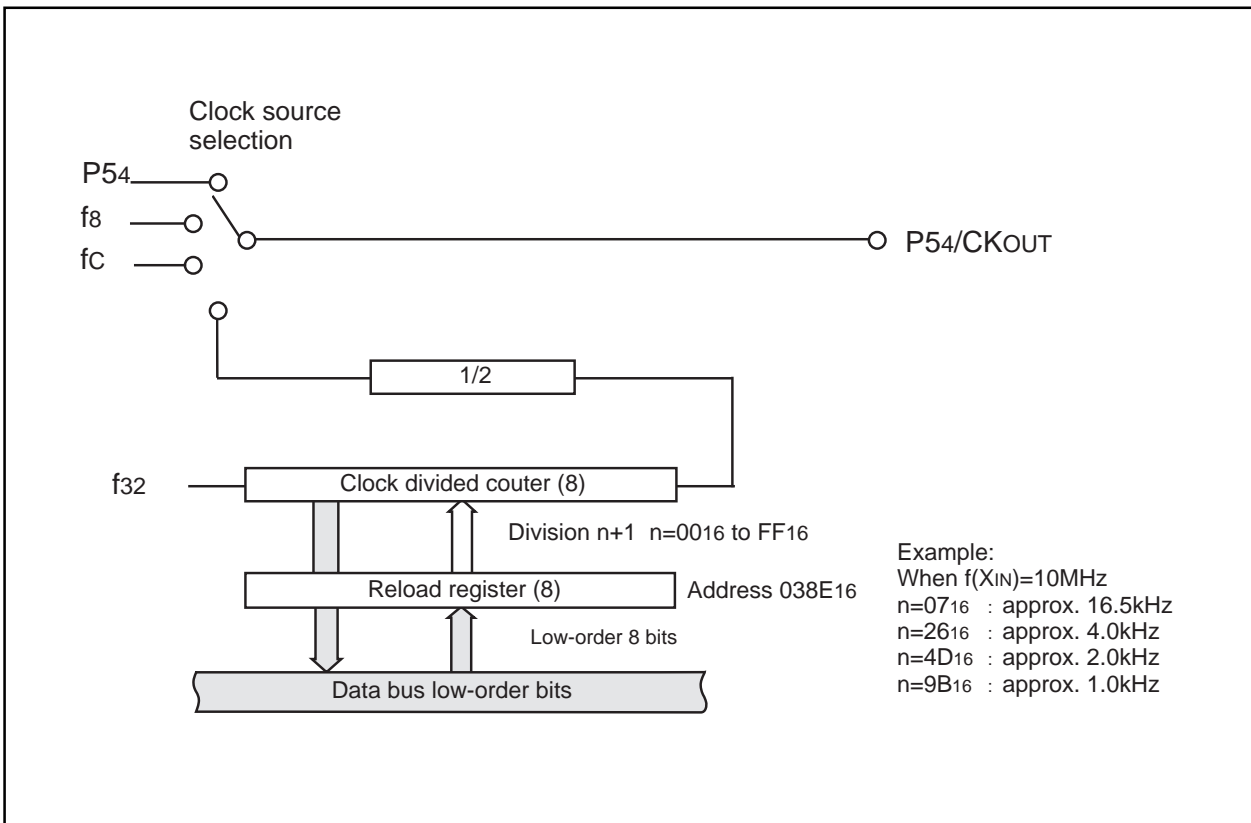 Clock source
selection
P54
f8
fC
P54/CKOUT
1/2
f32
Clock divided couter (8)
Division n+1 n=0016 to FF16
Reload register (8)
Address 038E16
Low-order 8 bits
Data bus low-order bits
Example:
When f(XIN)=10MHz
n=0716 : approx. 16.5kHz
n=2616 : approx. 4.0kHz
n=4D16 : approx. 2.0kHz
n=9B16 : approx. 1.0kHz